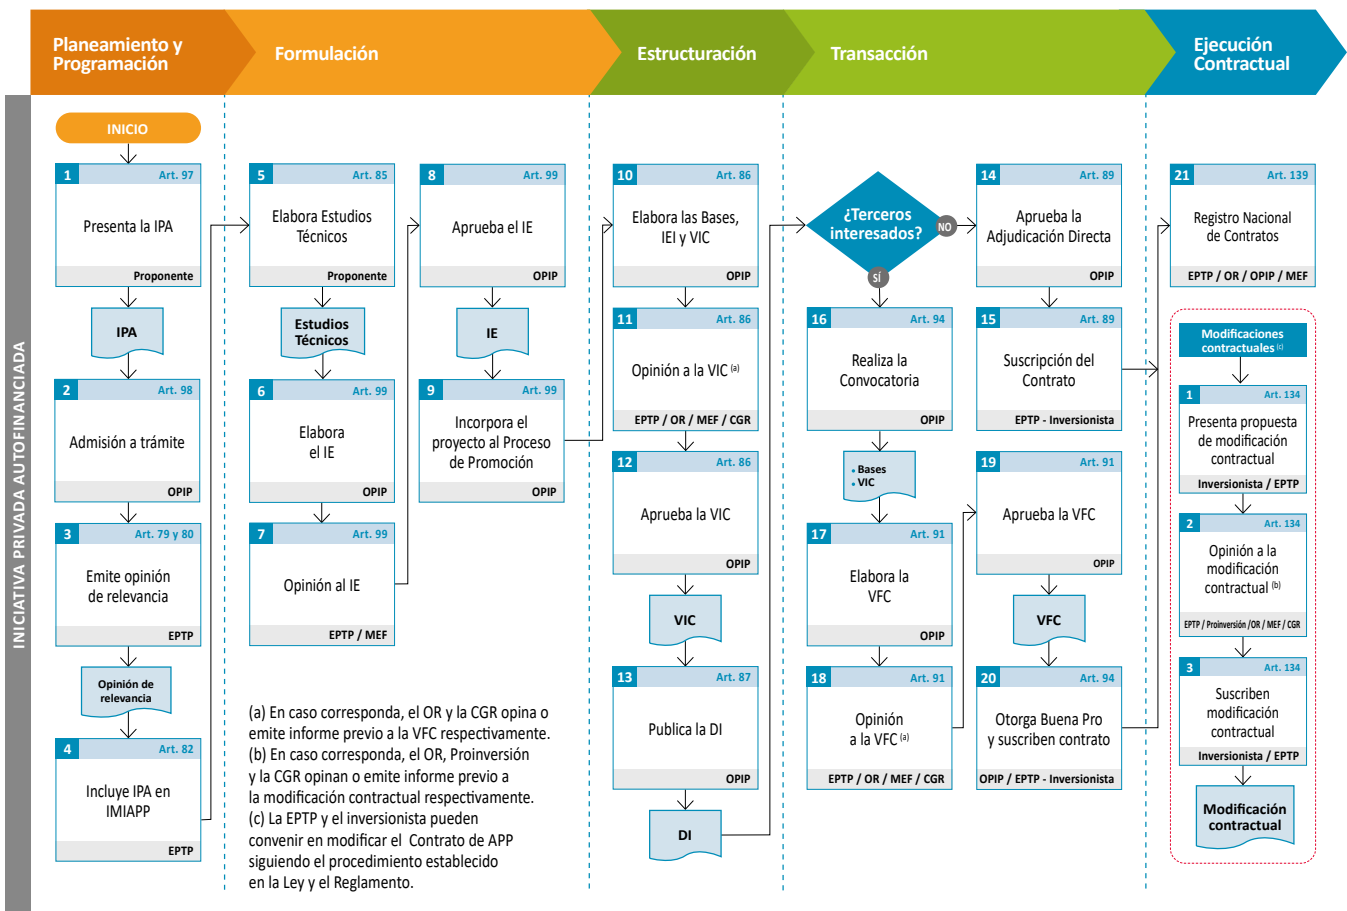 Planeamiento y
Programación
Formulación
Estructuración
Transacción
Ejecución
Contractual
INICIATIVA PRIVADA AUTOFINANCIADA
INICIO
1 Art. 97
Presenta la IPA
Proponente
IPA
2 Art. 98
Admisión a trámite
OPIP
3 Art. 79 y 80
Emite opinión
de relevancia
EPTP
Opinión de
relevancia
4 Art. 82
Incluye IPA en
IMIAPP
EPTP
5 Art. 85
Elabora Estudios
Técnicos
Proponente
Estudios
Técnicos
6 Art. 99
Elabora
el IE
OPIP
7 Art. 99
Opinión al IE
EPTP / MEF
8 Art. 99
Aprueba el IE
OPIP
IE
9 Art. 99
Incorpora el
proyecto al Proceso
de Promoción
OPIP
(a) En caso corresponda, el OR y la CGR opina o
emite informe previo a la VFC respectivamente.
(b) En caso corresponda, el OR, Proinversión
y la CGR opinan o emite informe previo a
la modificación contractual respectivamente.
(c) La EPTP y el inversionista pueden
convenir en modificar el Contrato de APP
siguiendo el procedimiento establecido
en la Ley y el Reglamento.
10 Art. 86
Elabora las Bases,
IEI y VIC
OPIP
11 Art. 86
Opinión a la VIC (a)
EPTP / OR / MEF / CGR
12 Art. 86
Aprueba la VIC
OPIP
VIC
13 Art. 87
Publica la DI
OPIP
DI
¿Terceros
interesados?
NO
SÍ
16 Art. 94
Realiza la
Convocatoria
OPIP
• Bases
• VIC
17 Art. 91
Elabora la
VFC
OPIP
18 Art. 91
Opinión
a la VFC (a)
EPTP / OR / MEF / CGR
14 Art. 89
Aprueba la
Adjudicación Directa
OPIP
15 Art. 89
Suscripción del
Contrato
EPTP - Inversionista
19 Art. 91
Aprueba la VFC
OPIP
VFC
20 Art. 94
Otorga Buena Pro
y suscriben contrato
OPIP / EPTP - Inversionista
21 Art. 139
Registro Nacional
de Contratos
EPTP / OR / OPIP / MEF
Modificaciones
contractuales (c)
1 Art. 134
Presenta propuesta
de modificación
contractual
Inversionista / EPTP
2 Art. 134
Opinión a la
modificación
contractual (b)
EPTP / Proinversión /OR / MEF / CGR
3 Art. 134
Suscriben
modificación
contractual
Inversionista / EPTP
Modificación
contractual